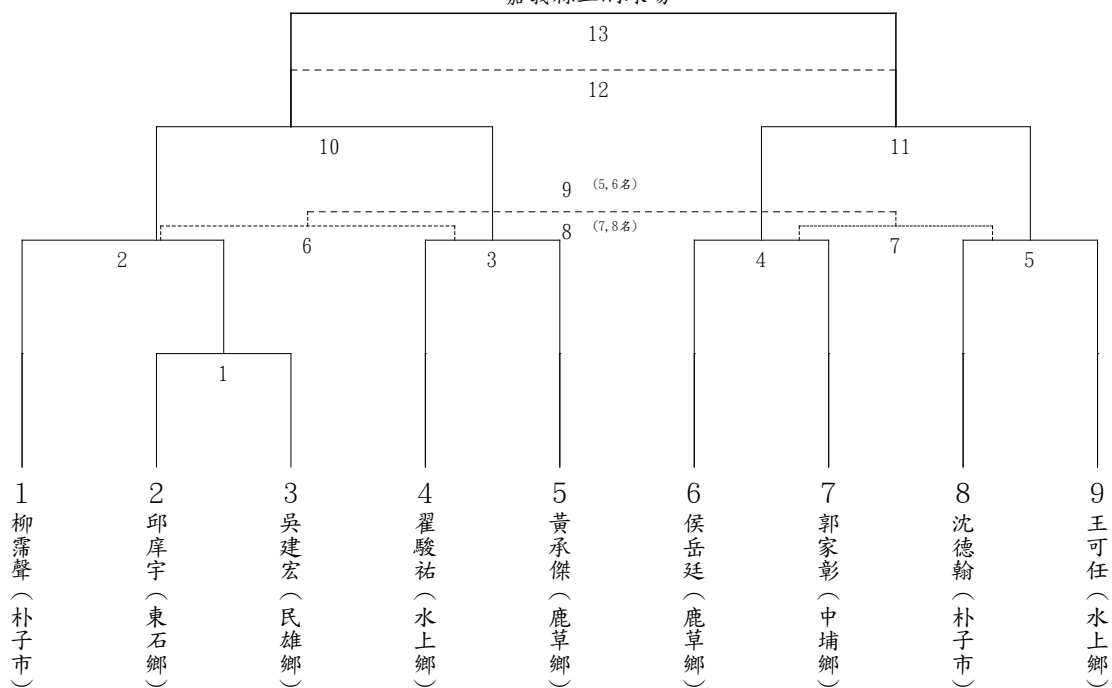 13
12
10
11
9 (5,6名)
8 (7,8名)
6
7
2
3
4
5
1
1 柳霈聲(朴子市)
2 邱庠宇(東石鄉)
3 吳建宏(民雄鄉)
4 翟駿祐(水上鄉)
5 黃承傑(鹿草鄉)
6 侯岳廷(鹿草鄉)
7 郭家彰(中埔鄉)
8 沈德翰(朴子市)
9 王可任(水上鄉)